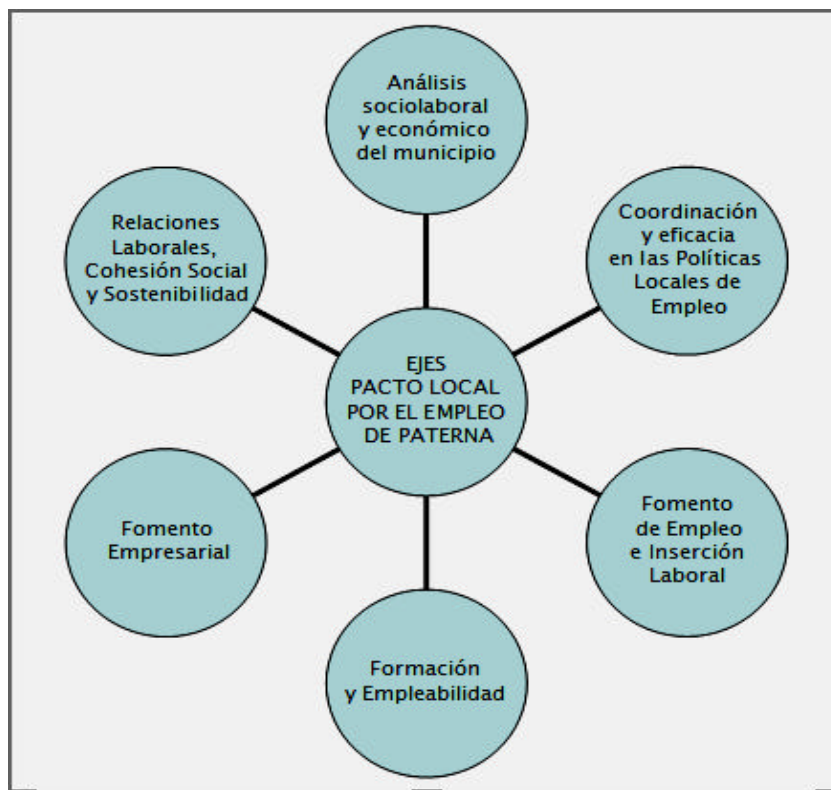 Análisis
sociolaboral
y económico
del municipio
Relaciones
Laborales,
Cohesión Social
y Sostenibilidad
Coordinación
y eficacia
en las Políticas
Locales de
Empleo
EJES
PACTO LOCAL
POR EL EMPLEO
DE PATERNA
Fomento
Empresarial
Fomento
de Empleo
e Inserción
Laboral
Formación
y Empleabilidad